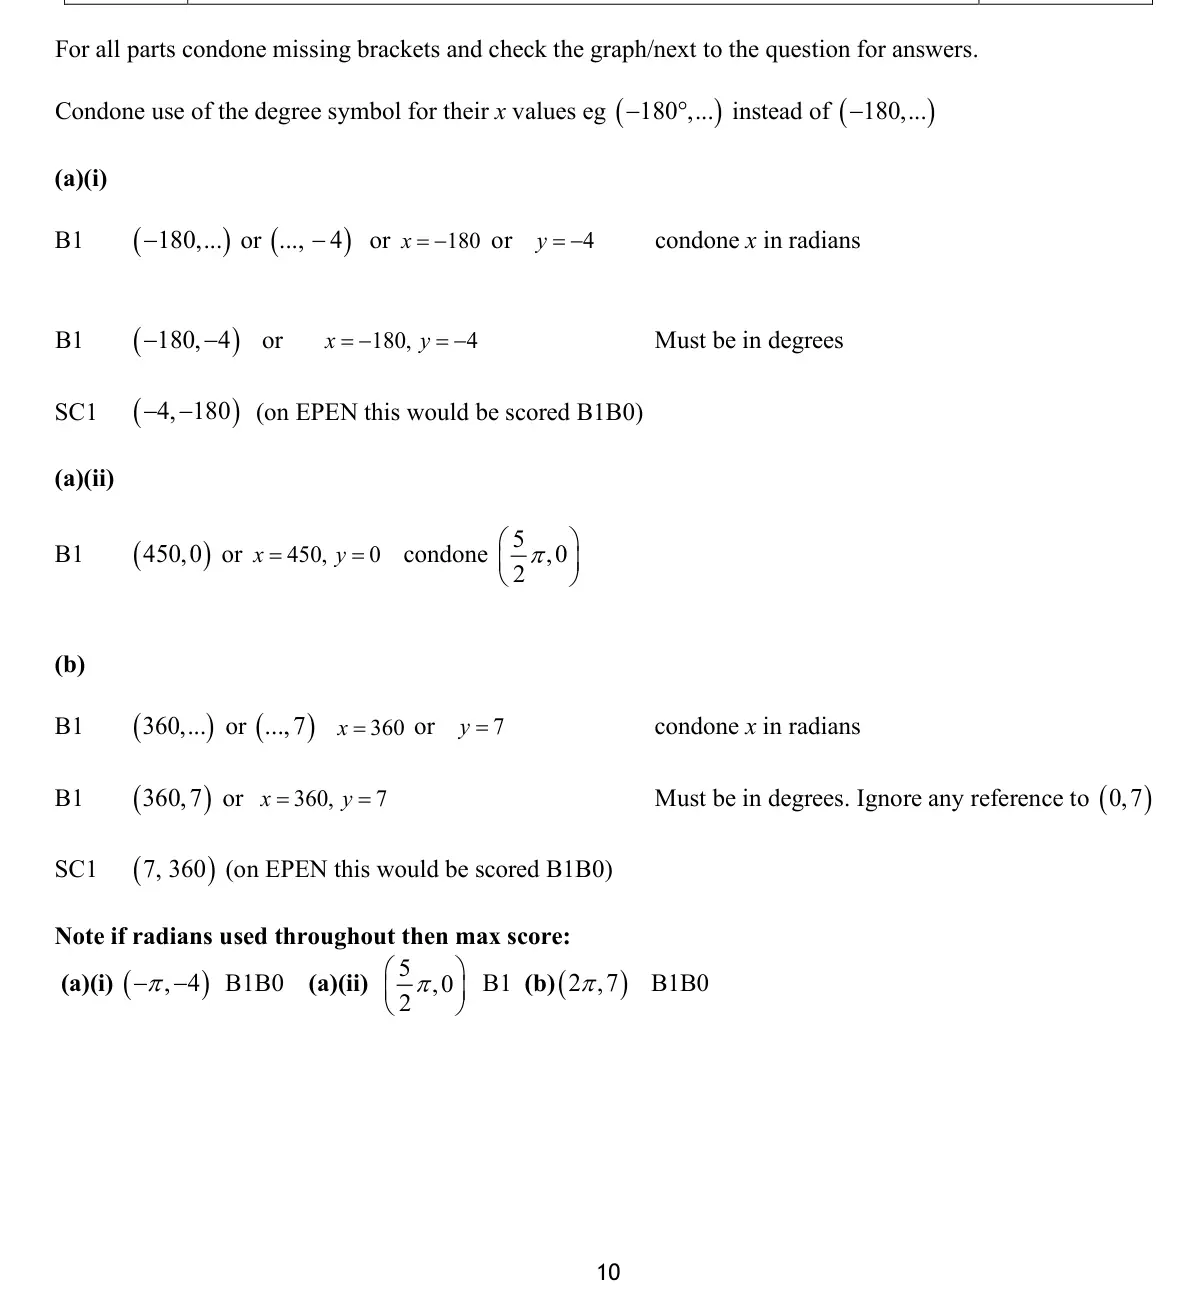 For all parts condone missing brackets and check the graph/next to the question for answers.
Condone use of the degree symbol for their x values eg (−180°,...) instead of (−180,...)
(a)(i)
B1 (−180,...) or (..., −4) or x = −180 or y = −4 condone x in radians
B1 (−180,−4) or x = −180, y = −4 Must be in degrees
SC1 (−4,−180) (on EPEN this would be scored B1B0)
(a)(ii)
B1 (450,0) or x = 450, y = 0 condone (5/2 π,0)
(b)
B1 (360,...) or (...,7) x = 360 or y = 7 condone x in radians
B1 (360,7) or x = 360, y = 7 Must be in degrees. Ignore any reference to (0,7)
SC1 (7, 360) (on EPEN this would be scored B1B0)
Note if radians used throughout then max score:
(a)(i) (−π,−4) B1B0 (a)(ii) (5/2 π,0) B1 (b)(2π,7) B1B0
10